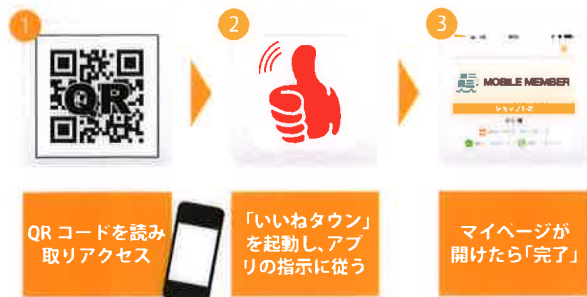 1
2
3
QR
MOBILE MEMBER
QRコードを読み
取りアクセス
「いいねタウン」
を起動し、アプ
リの指示に従う
マイページが
開けたら「完了」